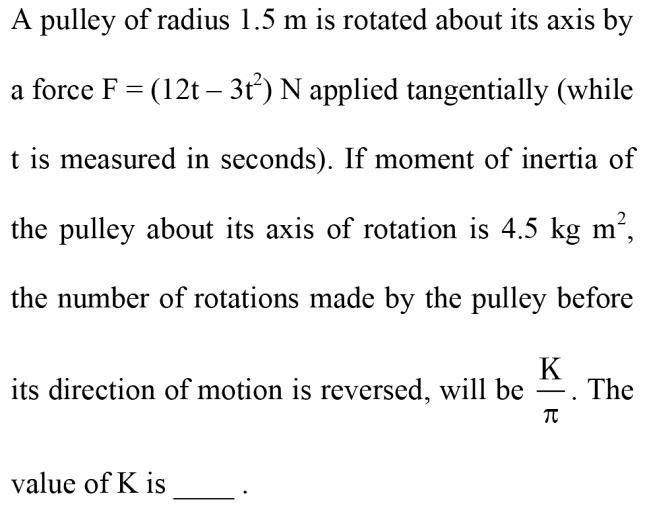 A pulley of radius 1.5 m is rotated about its axis by
a force F = (12t – 3t²) N applied tangentially (while
t is measured in seconds). If moment of inertia of
the pulley about its axis of rotation is 4.5 kg m²,
the number of rotations made by the pulley before
its direction of motion is reversed, will be K/π. The
value of K is ____ .